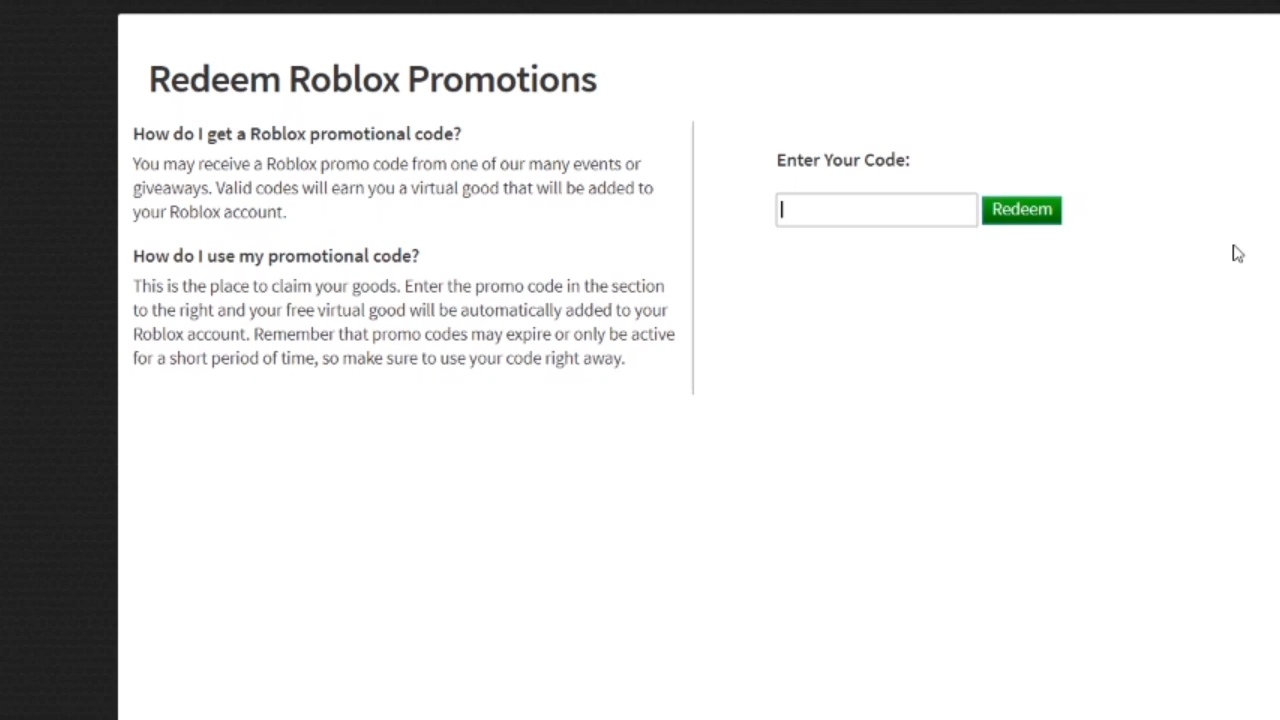 Redeem Roblox Promotions
How do I get a Roblox promotional code?
You may receive a Roblox promo code from one of our many events or
giveaways. Valid codes will earn you a virtual good that will be added to
your Roblox account.
How do I use my promotional code?
This is the place to claim your goods. Enter the promo code in the section
to the right and your free virtual good will be automatically added to your
Roblox account. Remember that promo codes may expire or only be active
for a short period of time, so make sure to use your code right away.
Enter Your Code:
Redeem